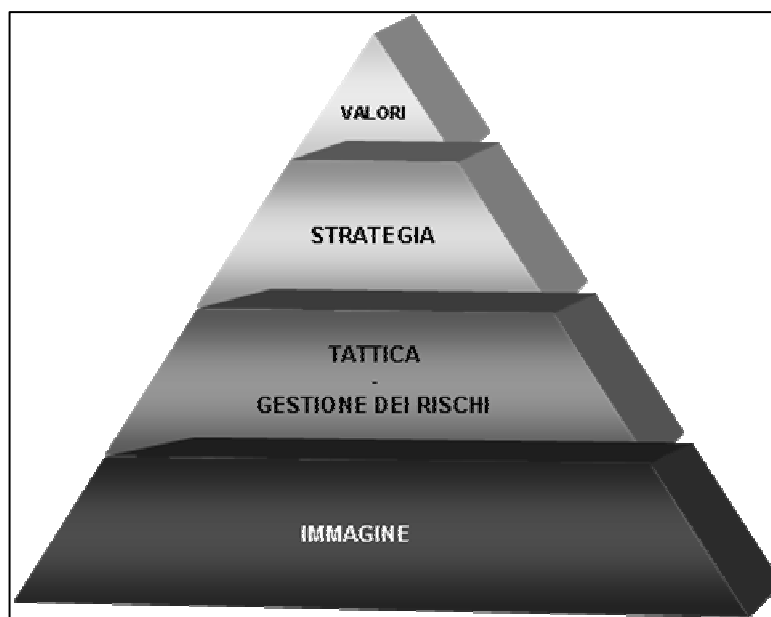 VALORI
STRATEGIA
TATTICA
-
GESTIONE DEI RISCHI
IMMAGINE